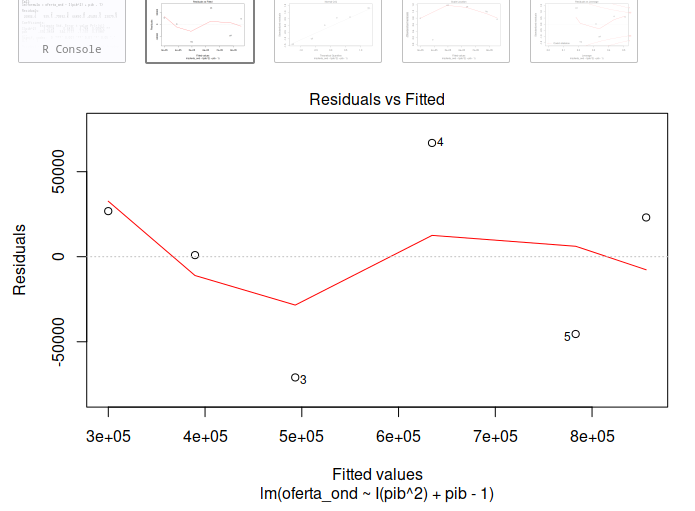 R Console
Residuals vs Fitted
Residuals
50000
0
-50000
4
3
5
3e+05 4e+05 5e+05 6e+05 7e+05 8e+05
Fitted values
lm(oferta_ond ~ I(pib^2) + pib - 1)